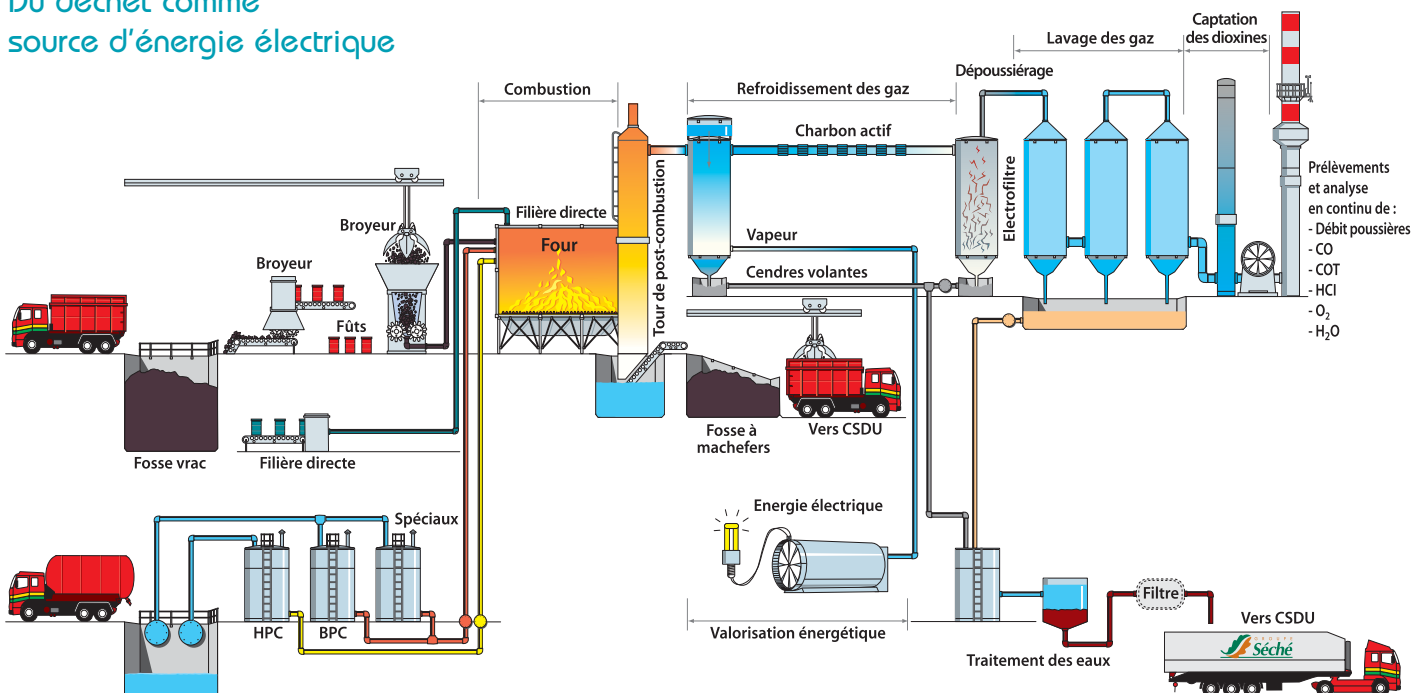 Du déchet comme
source d'énergie électrique
Combustion
Refroidissement des gaz
Dépoussiérage
Lavage des gaz
Captation
des dioxines
Charbon actif
Broyeur
Broyeur
Fûts
Filière directe
Four
Tour de post-combustion
Vapeur
Cendres volantes
Electrofiltre
Prélèvements
et analyse
en continu de :
- Débit poussières
- CO
- COT
- HCl
- O2
- H2O
Fosse vrac
Filière directe
Fosse à
machefers
Vers CSDU
Spéciaux
HPC
BPC
Energie électrique
Valorisation énergétique
Traitement des eaux
Filtre
Vers CSDU
GROUPE
Séché